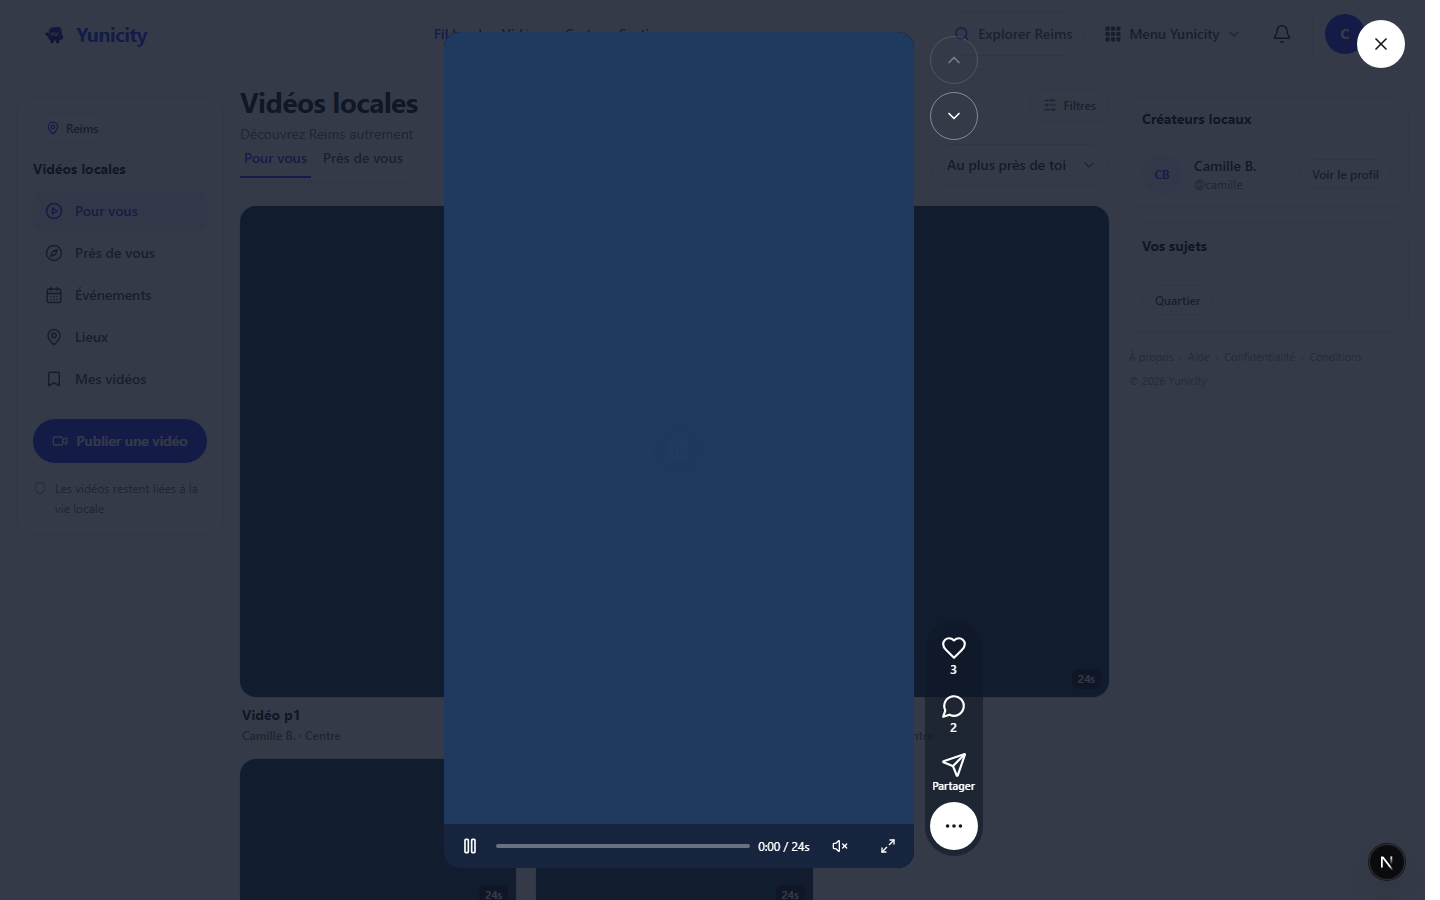 Yunicity
Explorer Reims
Menu Yunicity
C
Reims
Vidéos locales
Pour vous
Près de vous
Événements
Lieux
Mes vidéos
Publier une vidéo
Les vidéos restent liées à la
vie locale
Vidéos locales
Découvrez Reims autrement
Pour vous
Près de vous
Filtres
Au plus près de toi
24s
Vidéo p1
Camille B. · Centre
24s
24s
0:00 / 24s
3
2
Partager
Créateurs locaux
CB
Camille B.
@camille
Voir le profil
Vos sujets
Quartier
À propos · Aide · Confidentialité · Conditions
© 2026 Yunicity
N